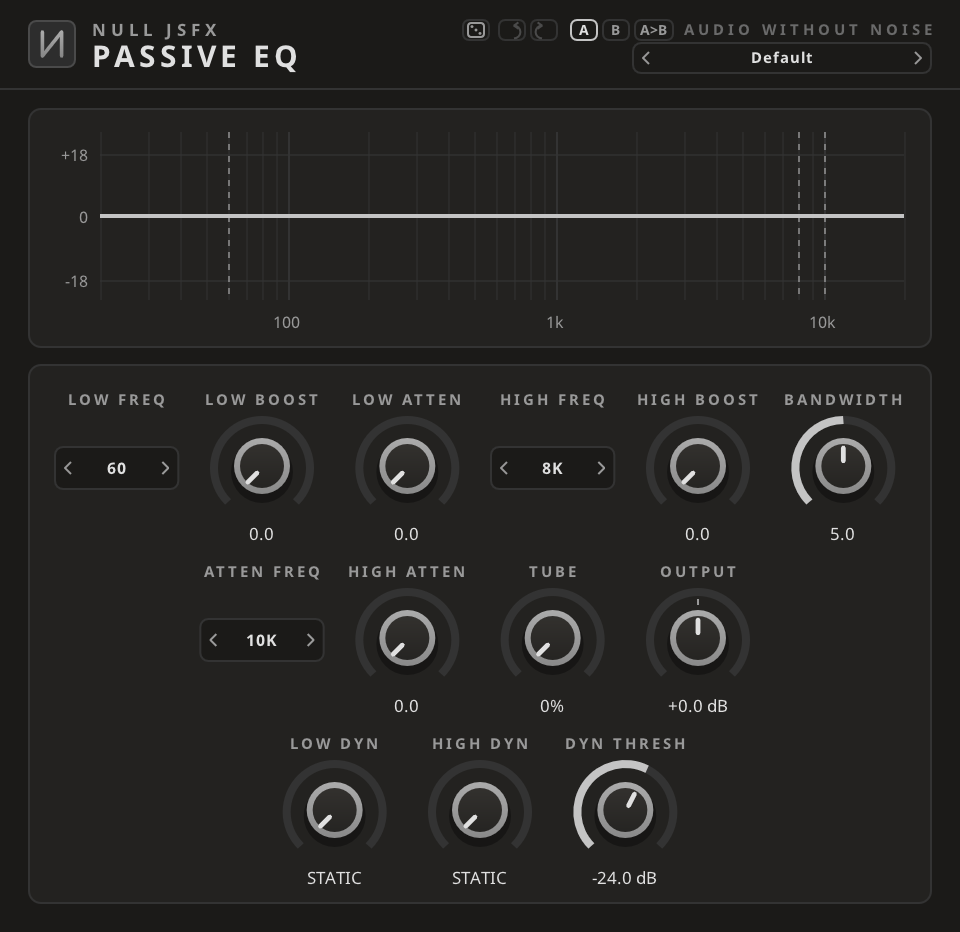 NULL JSFX
PASSIVE EQ
A B A>B AUDIO WITHOUT NOISE
Default
+18
0
-18
100 1k 10k
LOW FREQ LOW BOOST LOW ATTEN HIGH FREQ HIGH BOOST BANDWIDTH
60 8K
0.0 0.0 0.0 5.0
ATTEN FREQ HIGH ATTEN TUBE OUTPUT
10K
0.0 0% +0.0 dB
LOW DYN HIGH DYN DYN THRESH
STATIC STATIC -24.0 dB